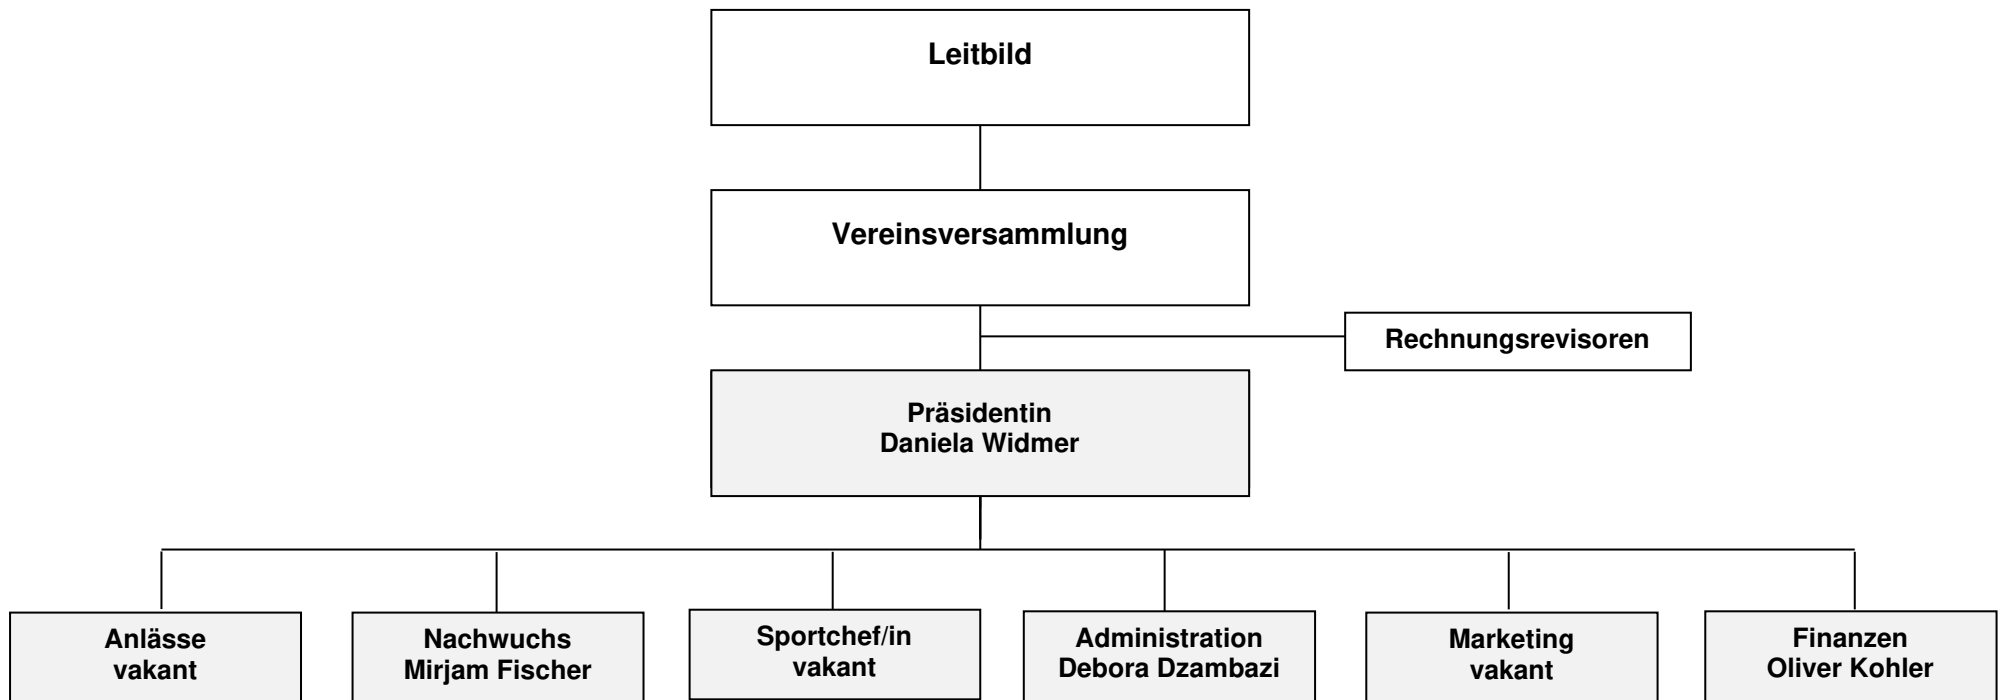 Leitbild
Vereinsversammlung
Rechnungsrevisoren
Präsidentin
Daniela Widmer
Anlässe
vakant
Nachwuchs
Mirjam Fischer
Sportchef/in
vakant
Administration
Debora Dzambazi
Marketing
vakant
Finanzen
Oliver Kohler